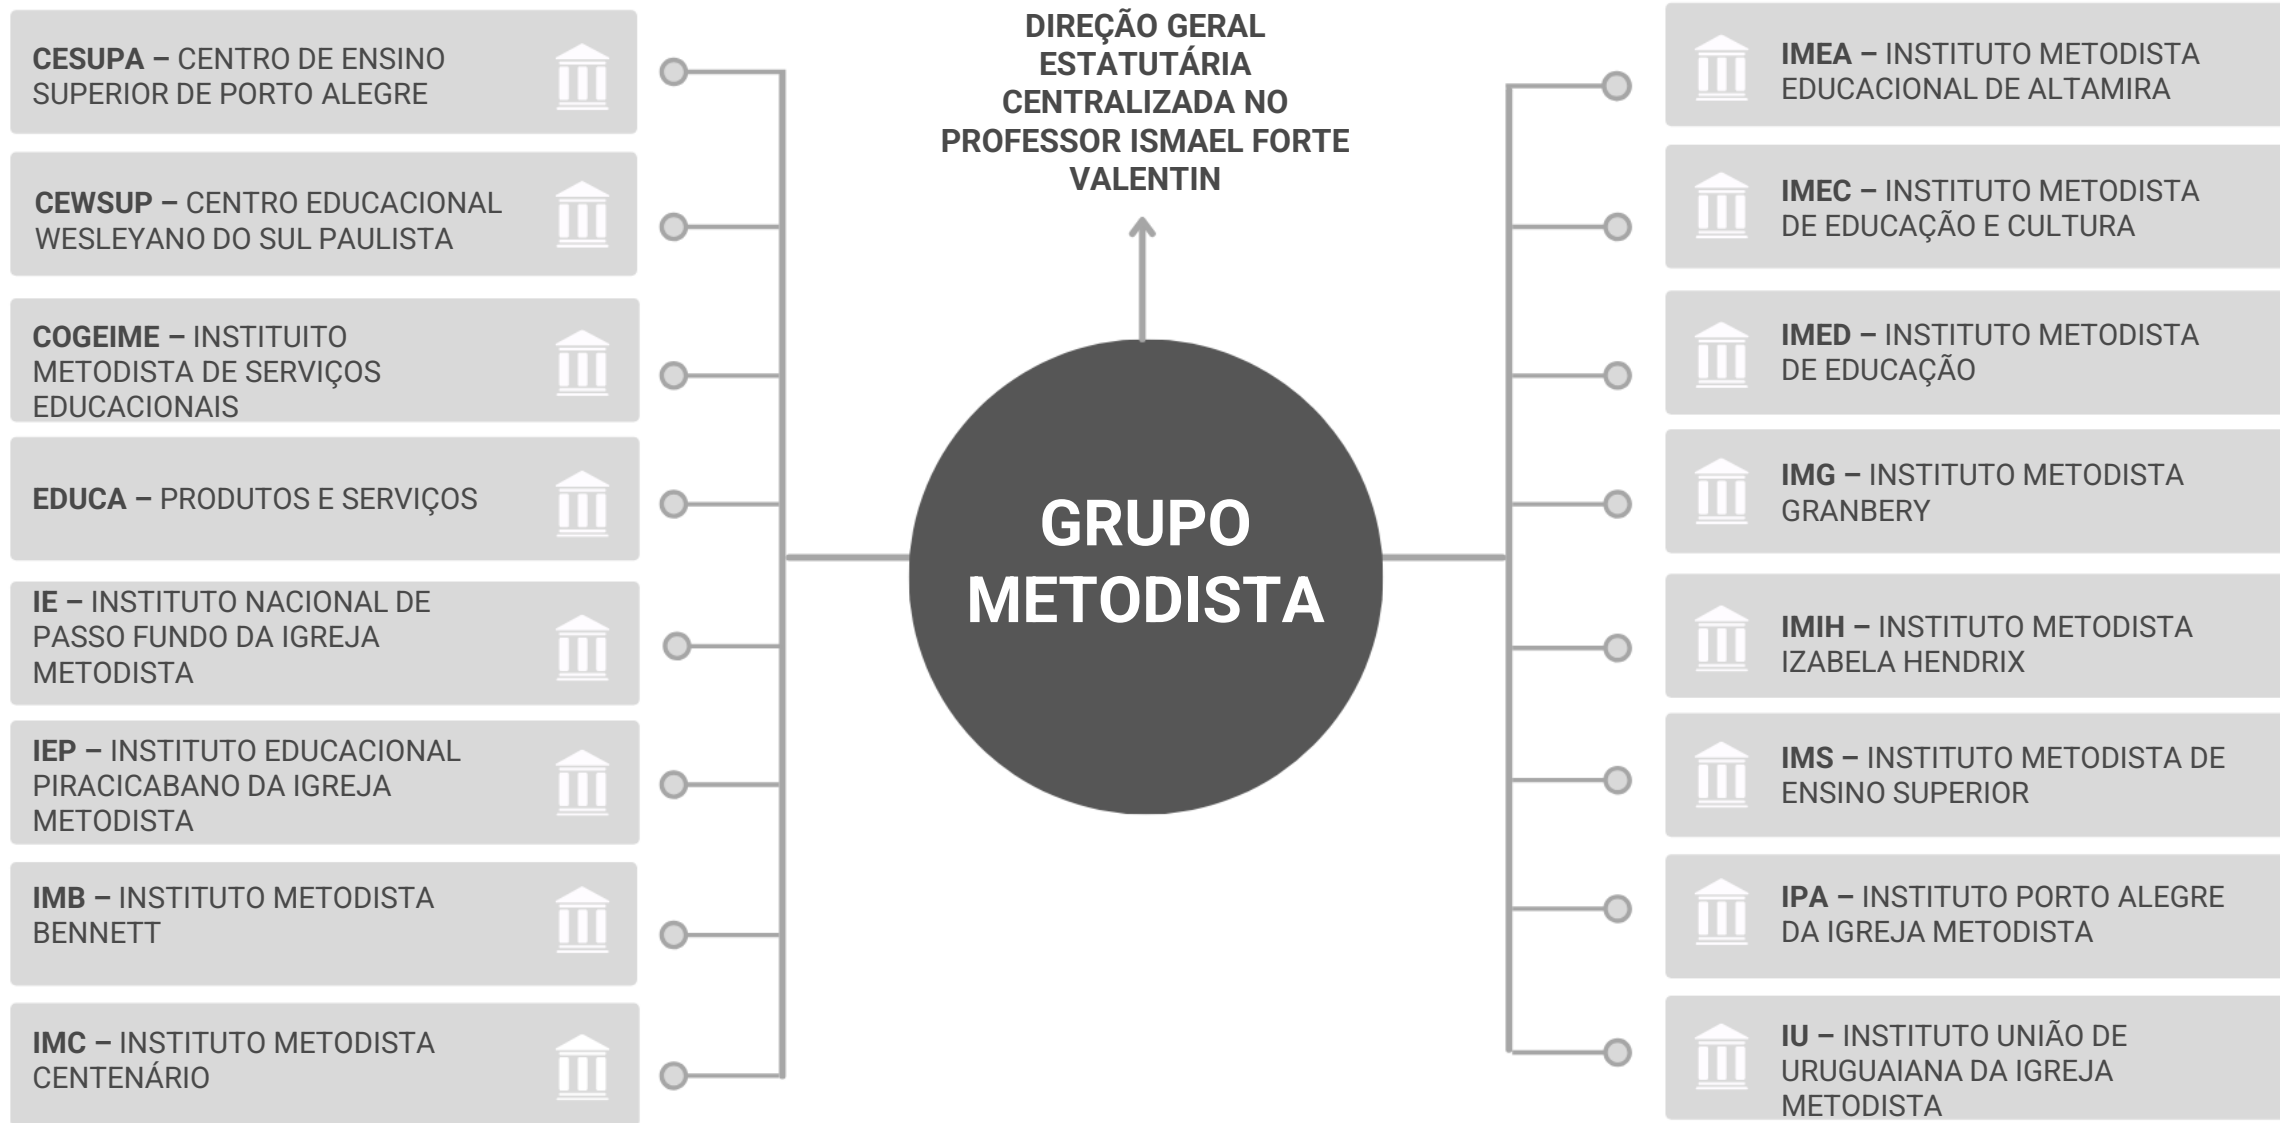 CESUPA – CENTRO DE ENSINO
SUPERIOR DE PORTO ALEGRE
CEWSUP – CENTRO EDUCACIONAL
WESLEYANO DO SUL PAULISTA
COGEIME – INSTITUITO
METODISTA DE SERVIÇOS
EDUCACIONAIS
EDUCA – PRODUTOS E SERVIÇOS
IE – INSTITUTO NACIONAL DE
PASSO FUNDO DA IGREJA
METODISTA
IEP – INSTITUTO EDUCACIONAL
PIRACICABANO DA IGREJA
METODISTA
IMB – INSTITUTO METODISTA
BENNETT
IMC – INSTITUTO METODISTA
CENTENÁRIO
DIREÇÃO GERAL
ESTATUTÁRIA
CENTRALIZADA NO
PROFESSOR ISMAEL FORTE
VALENTIN
GRUPO
METODISTA
IMEA – INSTITUTO METODISTA
EDUCACIONAL DE ALTAMIRA
IMEC – INSTITUTO METODISTA
DE EDUCAÇÃO E CULTURA
IMED – INSTITUTO METODISTA
DE EDUCAÇÃO
IMG – INSTITUTO METODISTA
GRANBERY
IMIH – INSTITUTO METODISTA
IZABELA HENDRIX
IMS – INSTITUTO METODISTA DE
ENSINO SUPERIOR
IPA – INSTITUTO PORTO ALEGRE
DA IGREJA METODISTA
IU – INSTITUTO UNIÃO DE
URUGUAIANA DA IGREJA
METODISTA